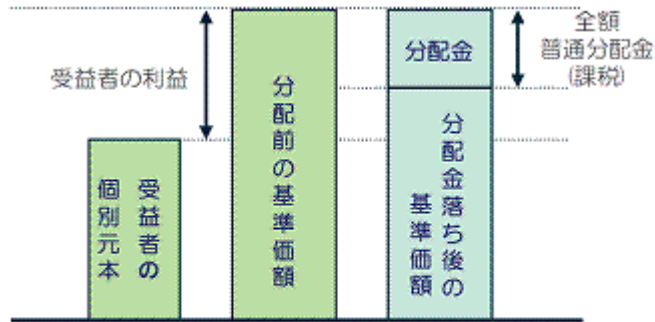 受益者の利益
受益者の
個別元本
分配前の基準価額
分配金
分配金落ち後の
基準価額
全額
普通分配金
(課税)